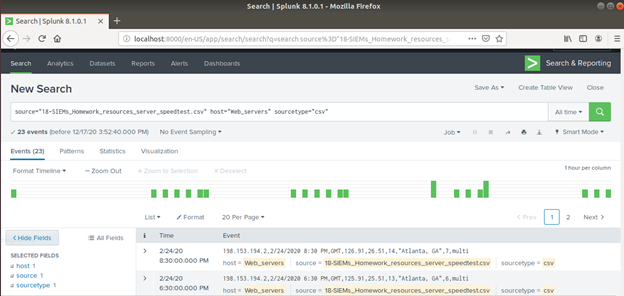 Search | Splunk 8.1.0.1 - Mozilla Firefox
Search | Splunk 8.1.0.1
localhost:8000/en-US/app/search/search?q=search source%3D"18-SIEMs_Homework_resources_s
Search Analytics Datasets Reports Alerts Dashboards Search & Reporting
New Search Save As Create Table View Close
source="18-SIEMs_Homework_resources_server_speedtest.csv" host="Web_servers" sourcetype="csv" All time
23 events (before 12/17/20 3:52:40.000 PM) No Event Sampling Job Smart Mode
Events (23) Patterns Statistics Visualization
Format Timeline — Zoom Out + Zoom to Selection × Deselect 1 hour per column
List Format 20 Per Page < Prev 1 2 Next >
< Hide Fields All Fields i Time Event
SELECTED FIELDS
a host 1
a source 1
a sourcetype 1
> 2/24/20 198.153.194.2,2/24/2020 8:30 PM,GMT,126.91,26.51,14,"Atlanta, GA",7,multi
8:30:00.000 PM host = Web_servers source = 18-SIEMs_Homework_resources_server_speedtest.csv sourcetype = csv
> 2/24/20 198.153.194.2,2/24/2020 6:30 PM,GMT,125.91,25.51,13,"Atlanta, GA",6,multi
6:30:00.000 PM host = Web_servers source = 18-SIEMs_Homework_resources_server_speedtest.csv sourcetype = csv